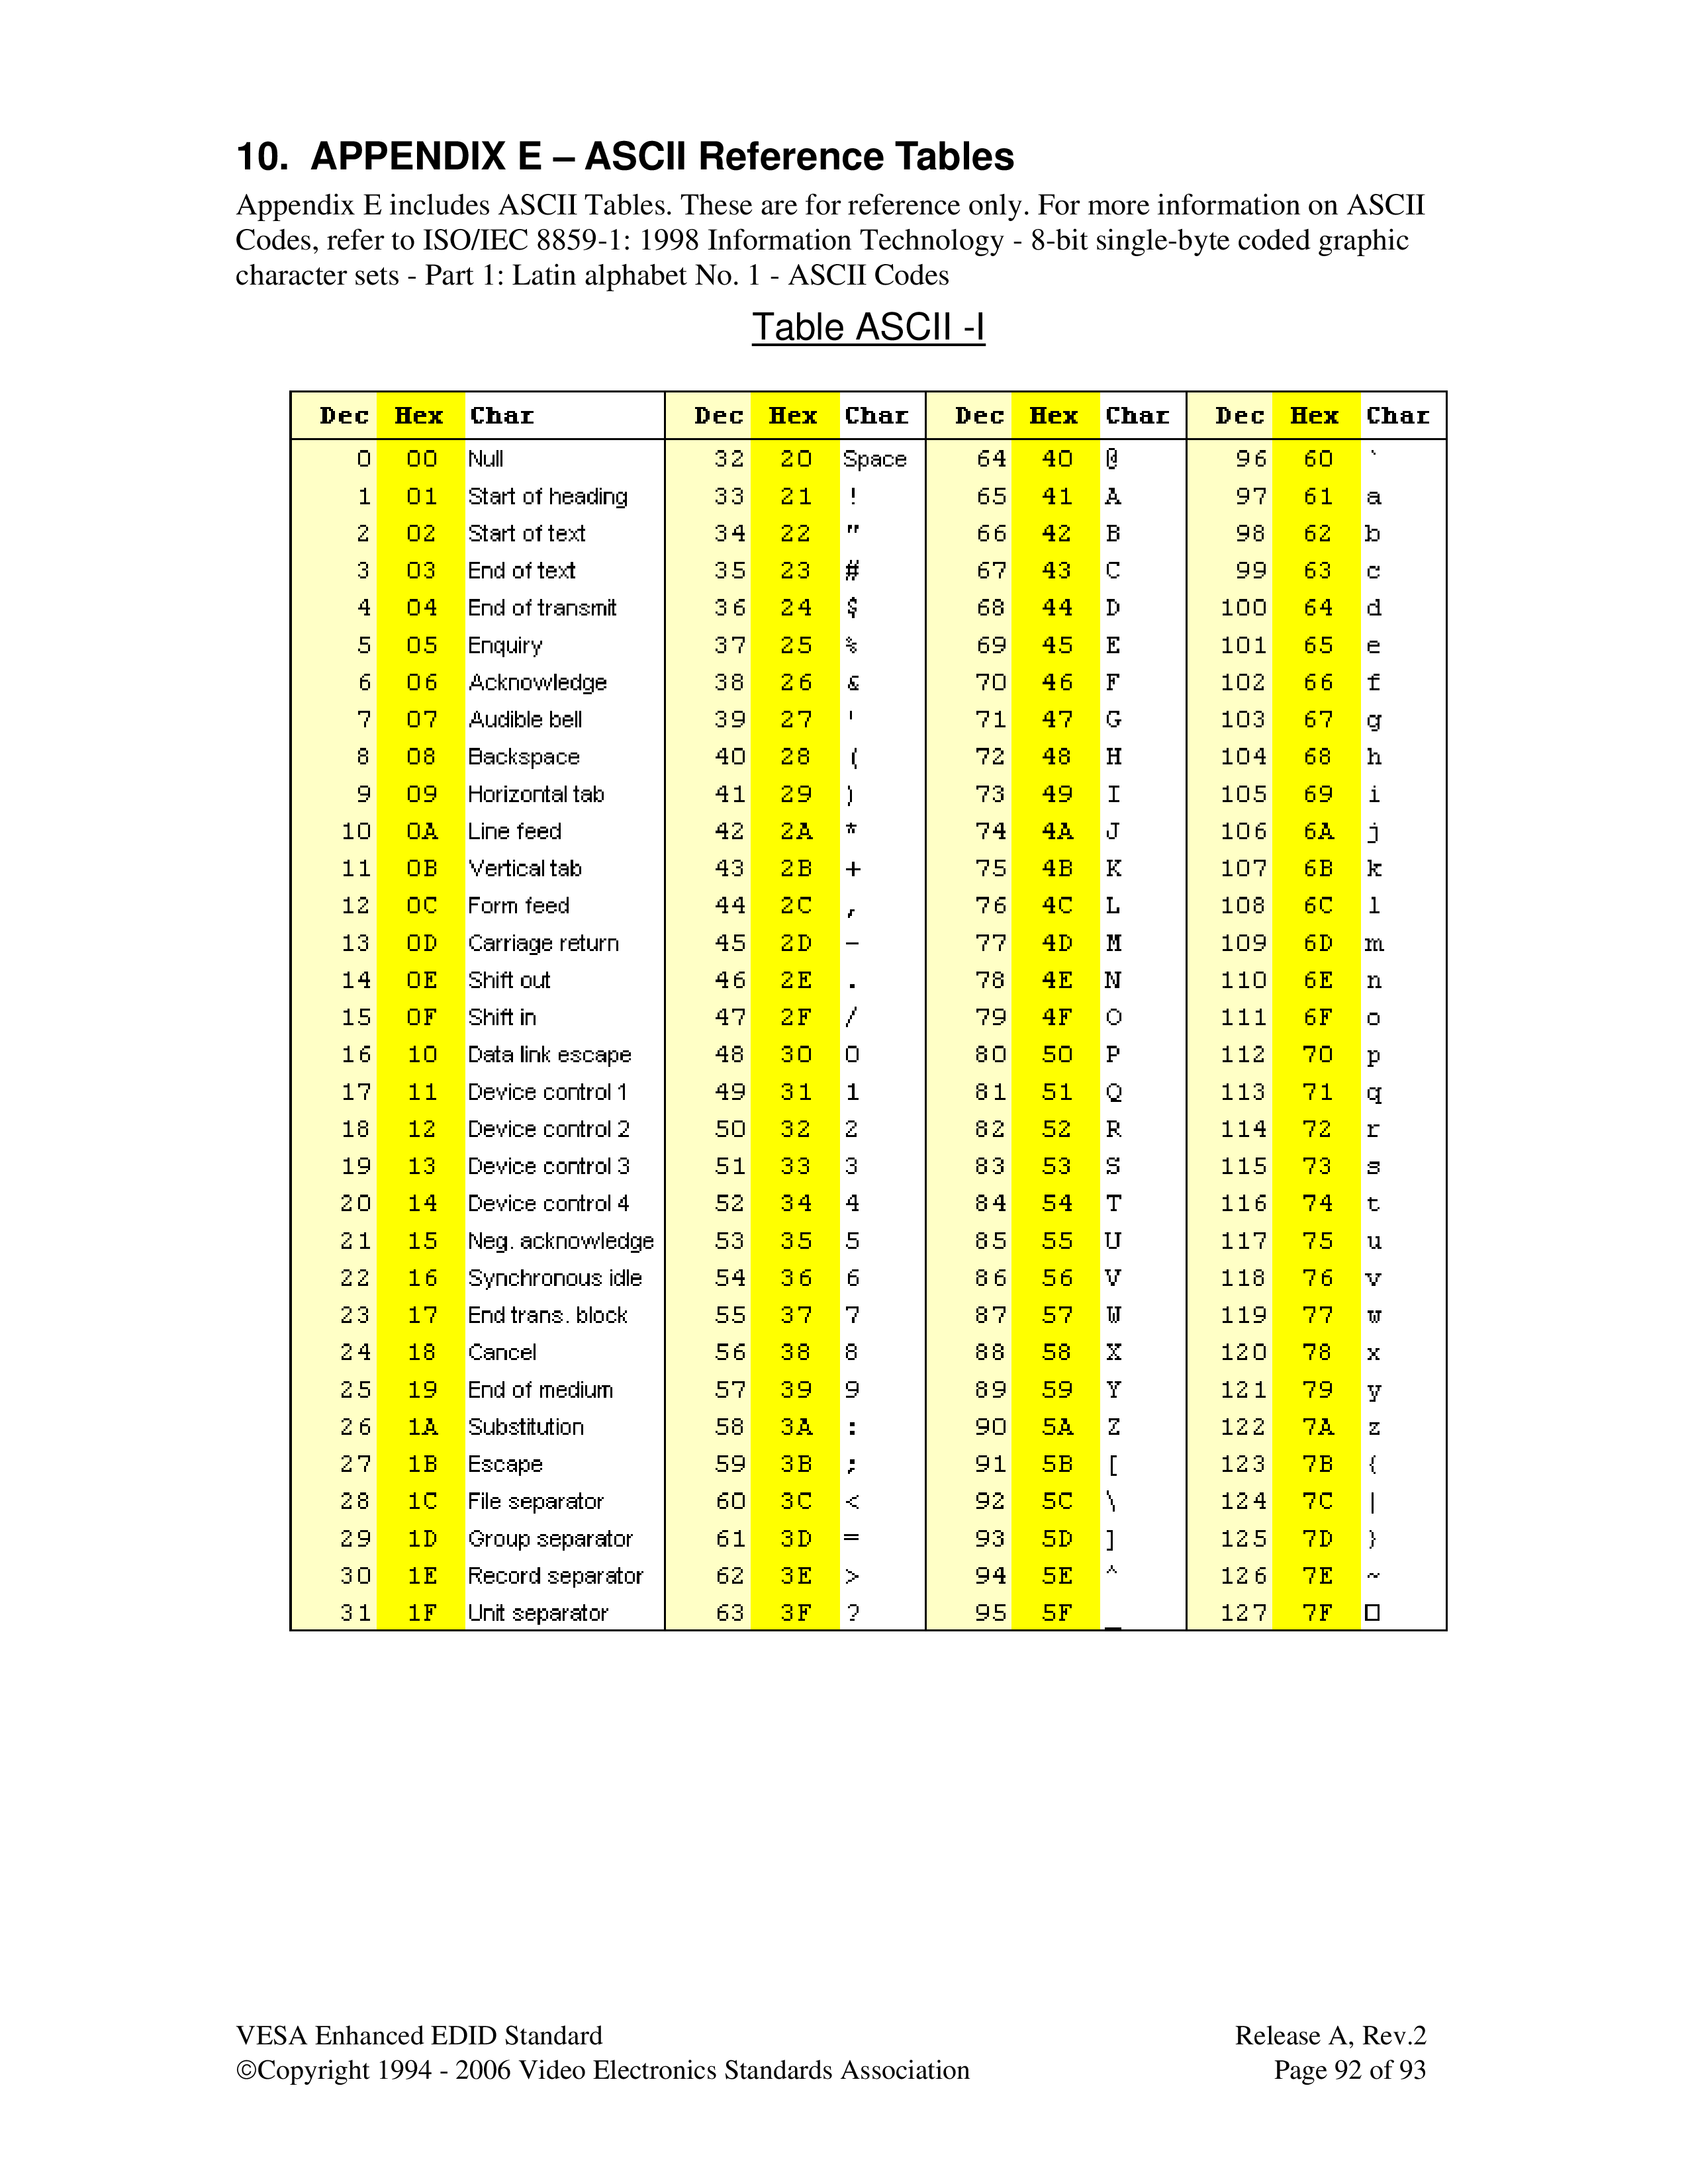 10. APPENDIX E – ASCII Reference Tables
Appendix E includes ASCII Tables. These are for reference only. For more information on ASCII
Codes, refer to ISO/IEC 8859-1: 1998 Information Technology - 8-bit single-byte coded graphic
character sets - Part 1: Latin alphabet No. 1 - ASCII Codes
Table ASCII -I
Dec Hex Char Dec Hex Char Dec Hex Char Dec Hex Char
0 00 Null 32 20 Space 64 40 @ 96 60 `
1 01 Start of heading 33 21 ! 65 41 A 97 61 a
2 02 Start of text 34 22 " 66 42 B 98 62 b
3 03 End of text 35 23 # 67 43 C 99 63 c
4 04 End of transmit 36 24 $ 68 44 D 100 64 d
5 05 Enquiry 37 25 % 69 45 E 101 65 e
6 06 Acknowledge 38 26 & 70 46 F 102 66 f
7 07 Audible bell 39 27 ' 71 47 G 103 67 g
8 08 Backspace 40 28 ( 72 48 H 104 68 h
9 09 Horizontal tab 41 29 ) 73 49 I 105 69 i
10 0A Line feed 42 2A * 74 4A J 106 6A j
11 0B Vertical tab 43 2B + 75 4B K 107 6B k
12 0C Form feed 44 2C , 76 4C L 108 6C l
13 0D Carriage return 45 2D - 77 4D M 109 6D m
14 0E Shift out 46 2E . 78 4E N 110 6E n
15 0F Shift in 47 2F / 79 4F O 111 6F o
16 10 Data link escape 48 30 0 80 50 P 112 70 p
17 11 Device control 1 49 31 1 81 51 Q 113 71 q
18 12 Device control 2 50 32 2 82 52 R 114 72 r
19 13 Device control 3 51 33 3 83 53 S 115 73 s
20 14 Device control 4 52 34 4 84 54 T 116 74 t
21 15 Neg. acknowledge 53 35 5 85 55 U 117 75 u
22 16 Synchronous idle 54 36 6 86 56 V 118 76 v
23 17 End trans. block 55 37 7 87 57 W 119 77 w
24 18 Cancel 56 38 8 88 58 X 120 78 x
25 19 End of medium 57 39 9 89 59 Y 121 79 y
26 1A Substitution 58 3A : 90 5A Z 122 7A z
27 1B Escape 59 3B ; 91 5B [ 123 7B {
28 1C File separator 60 3C < 92 5C \ 124 7C |
29 1D Group separator 61 3D = 93 5D ] 125 7D }
30 1E Record separator 62 3E > 94 5E ^ 126 7E ~
31 1F Unit separator 63 3F ? 95 5F _ 127 7F □
VESA Enhanced EDID Standard Release A, Rev.2
©Copyright 1994 - 2006 Video Electronics Standards Association Page 92 of 93